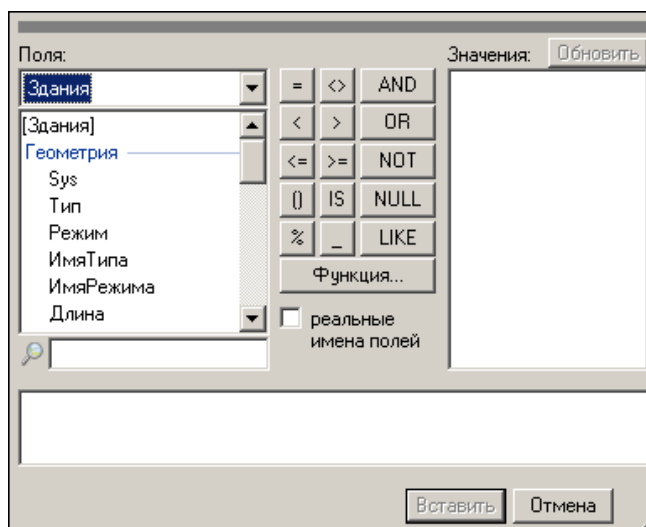 Поля:
Значения:
Обновить
Здания
[Здания]
Геометрия
Sys
Тип
Режим
ИмяТипа
ИмяРежима
Длина
= <> AND
< > OR
<= >= NOT
() IS NULL
% _ LIKE
Функция...
реальные
имена полей
Вставить
Отмена